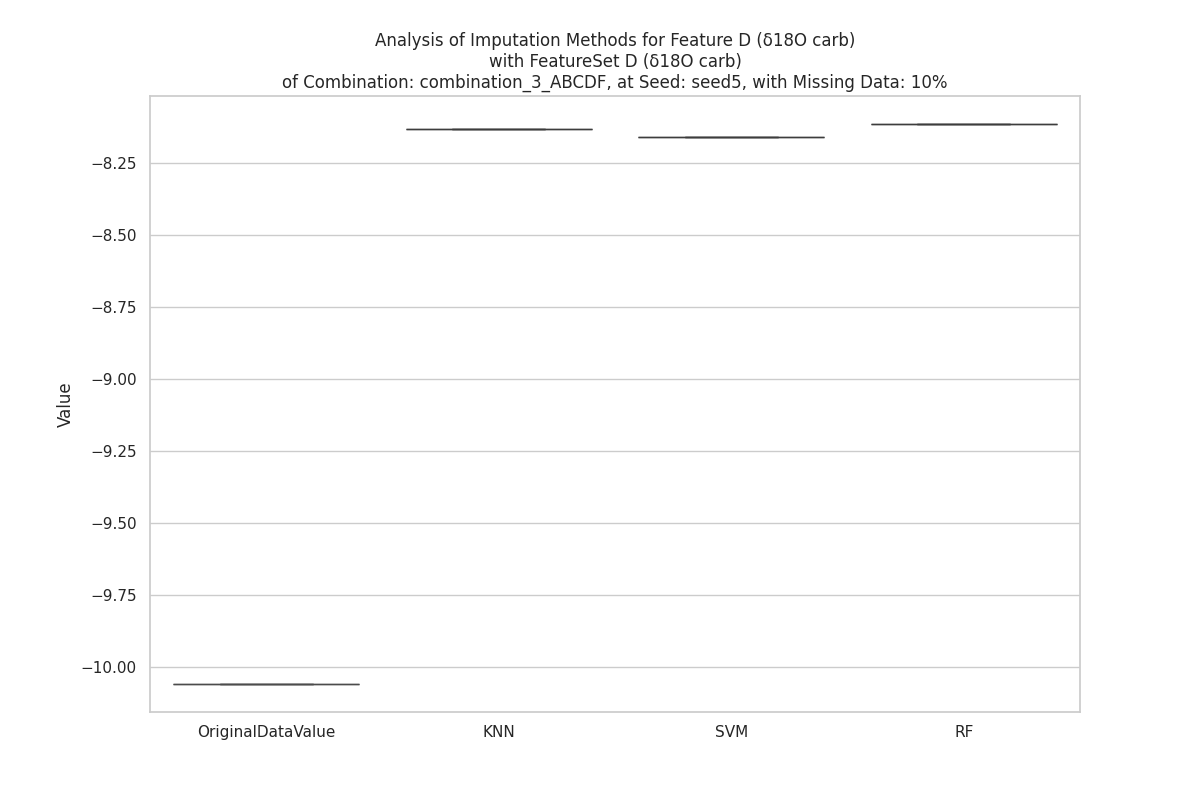 Analysis of Imputation Methods for Feature D (δ18O carb)
with FeatureSet D (δ18O carb)
of Combination: combination_3_ABCDF, at Seed: seed5, with Missing Data: 10%
Value
−8.25
−8.50
−8.75
−9.00
−9.25
−9.50
−9.75
−10.00
OriginalDataValue KNN SVM RF